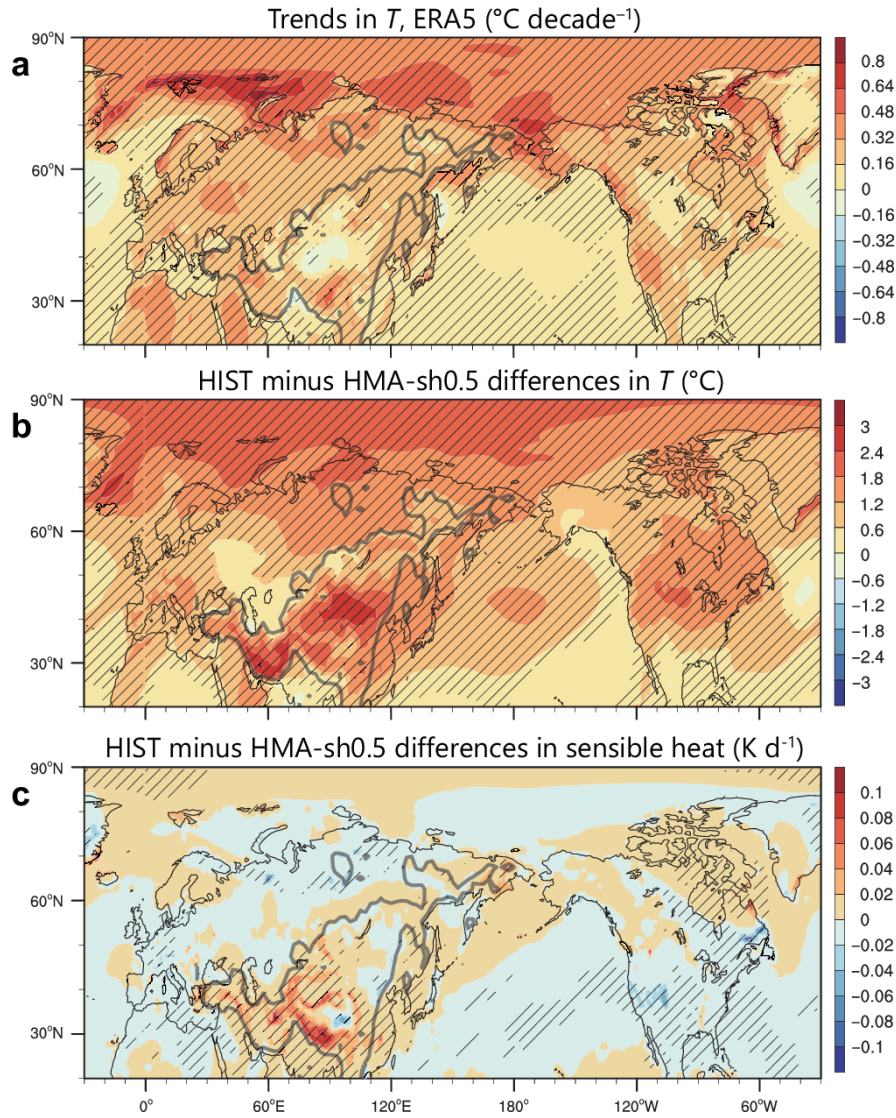 Trends in T, ERA5 (°C decade⁻¹)
a
90°N
60°N
30°N
0.8
0.64
0.48
0.32
0.16
0
−0.16
−0.32
−0.48
−0.64
−0.8
HIST minus HMA-sh0.5 differences in T (°C)
b
90°N
60°N
30°N
3
2.4
1.8
1.2
0.6
0
−0.6
−1.2
−1.8
−2.4
−3
HIST minus HMA-sh0.5 differences in sensible heat (K d⁻¹)
c
90°N
60°N
30°N
0.1
0.08
0.06
0.04
0.02
0
−0.02
−0.04
−0.06
−0.08
−0.1
0° 60°E 120°E 180° 120°W 60°W